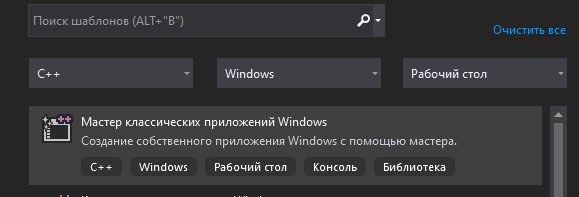 Поиск шаблонов (ALT+"B")
Очистить все
C++ Windows Рабочий стол
Мастер классических приложений Windows
Создание собственного приложения Windows с помощью мастера.
C++ Windows Рабочий стол Консоль Библиотека